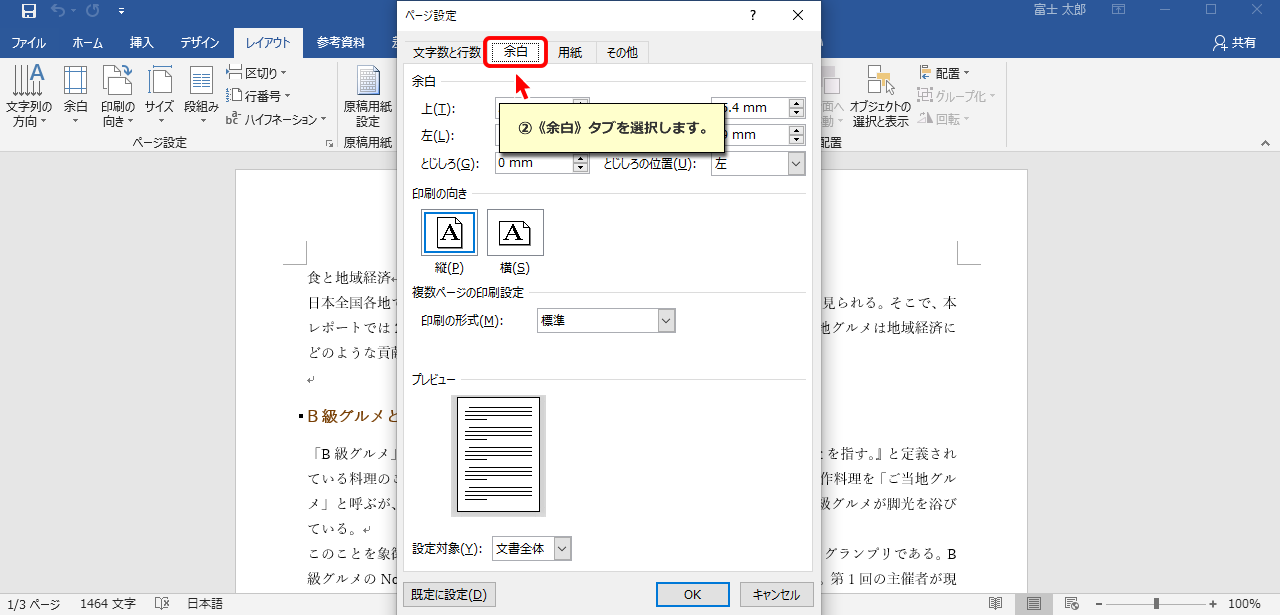 ページ設定
富士 太郎
ファイル ホーム 挿入 デザイン レイアウト 参考資料
共有
文字数と行数 余白 用紙 その他
文字列の方向
余白
印刷の向き
サイズ
段組み
区切り
行番号
ハイフネーション
ページ設定
原稿用紙設定
原稿用紙
オブジェクトの選択と表示
配置
グループ化
回転
配置
余白
上(T):
.4 mm
②《余白》タブを選択します。
左(L):
mm
とじしろ(G): 0 mm とじしろの位置(U): 左
印刷の向き
縦(P) 横(S)
複数ページの印刷設定
印刷の形式(M): 標準
プレビュー
設定対象(Y): 文書全体
既定に設定(D) OK キャンセル
食と地域経済
日本全国各地で 見られる。そこで、本
レポートでは 地グルメは地域経済に
どのような貢献
B 級グルメと
「B 級グルメ」 とを指す。』と定義され
ている料理のこ 作料理を「ご当地グル
メ」と呼ぶが、 級グルメが脚光を浴び
ている。
このことを象徴 グランプリである。B
級グルメの No 第 1 回の主催者が現
1/3 ページ 1464 文字 日本語 100%